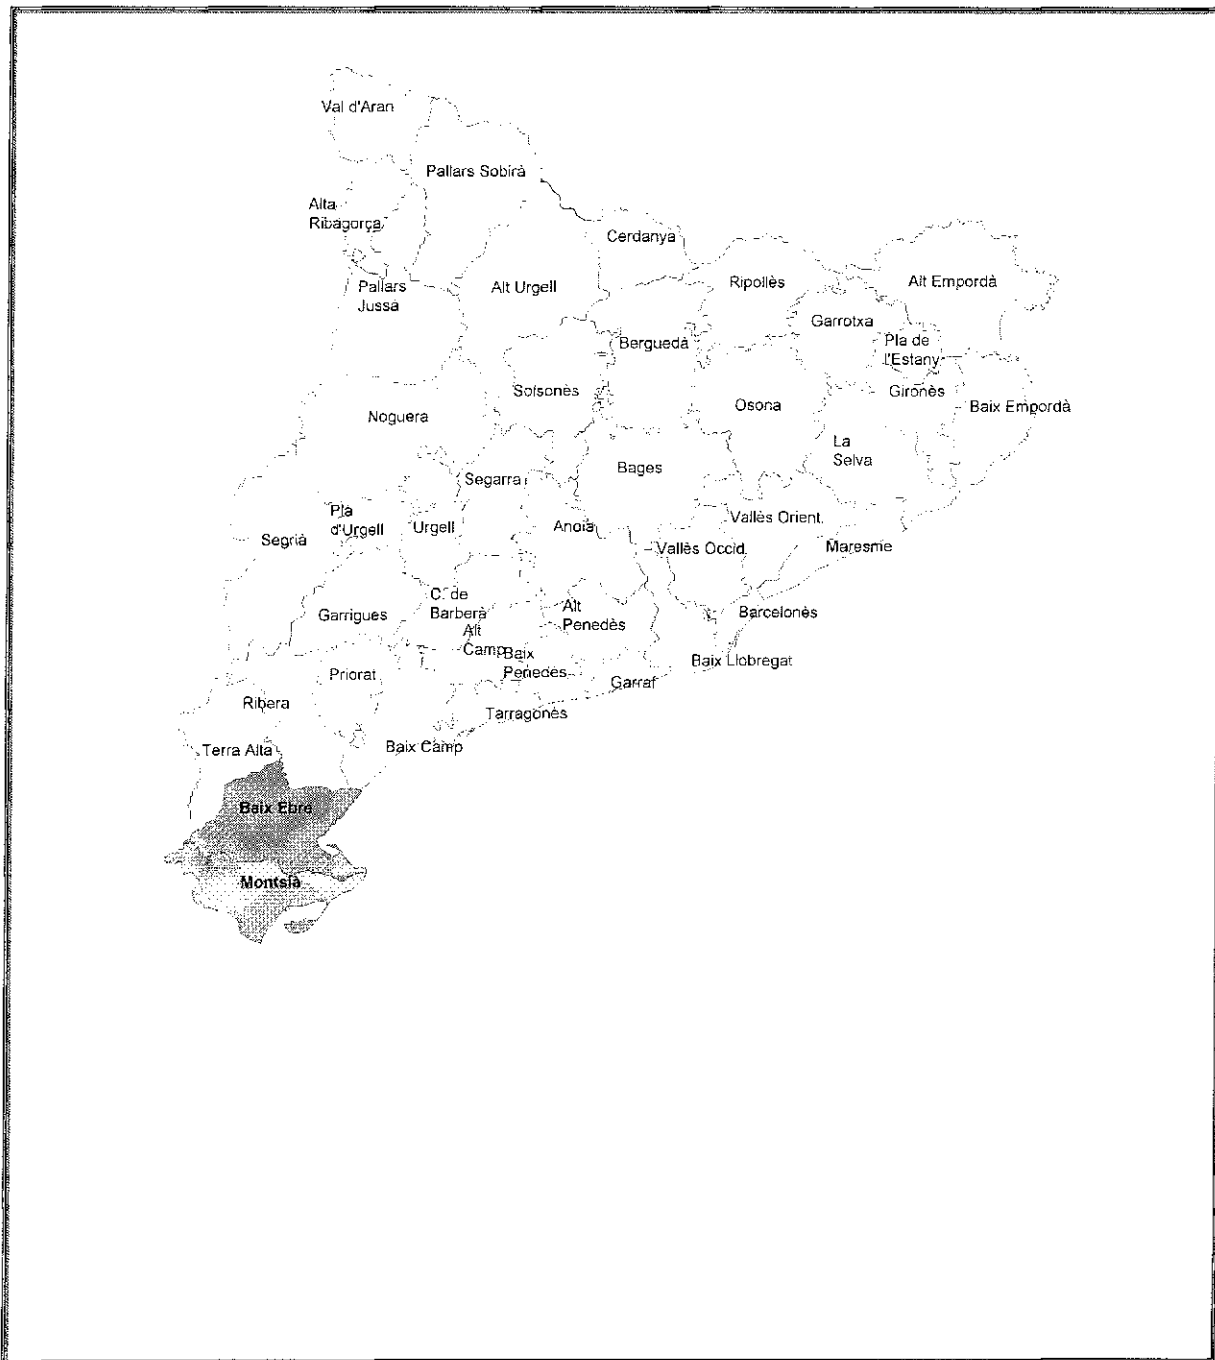 Val d'Aran
Pallars Sobirà
Alta
Ribagorça
Cerdanya
Pallars
Jussà
Alt Urgell
Ripollès
Alt Empordà
Garrotxa
Berguedà
Pla de
l'Estany
Solsonès
Gironès
Noguera
Osona
Baix Empordà
La
Selva
Bages
Segarra
Pla
d'Urgell
Urgell
Segrià
Anoia
Vallès Orient.
Vallès Occid.
Maresme
C. de
Barberà
Garrigues
Alt
Penedès
Barcelonès
Alt
Camp
Baix
Penedès
Baix Llobregat
Priorat
Garraf
Ribera
Tarragonès
Terra Alta
Baix Camp
Baix Ebre
Montsià